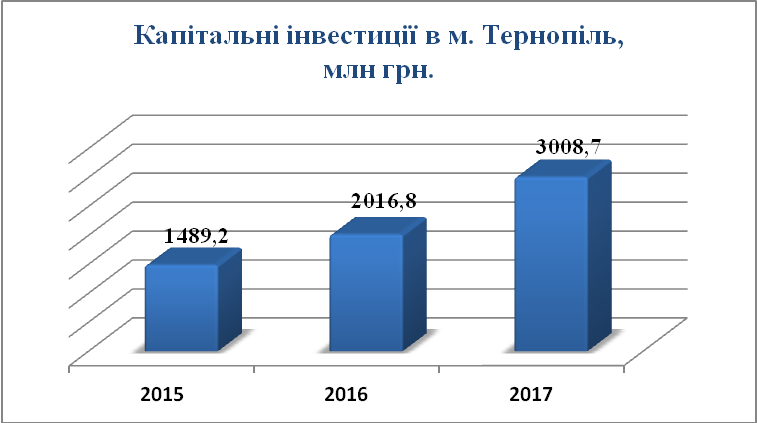 Капітальні інвестиції в м. Тернопіль,
млн грн.
3008,7
2016,8
1489,2
2015 2016 2017